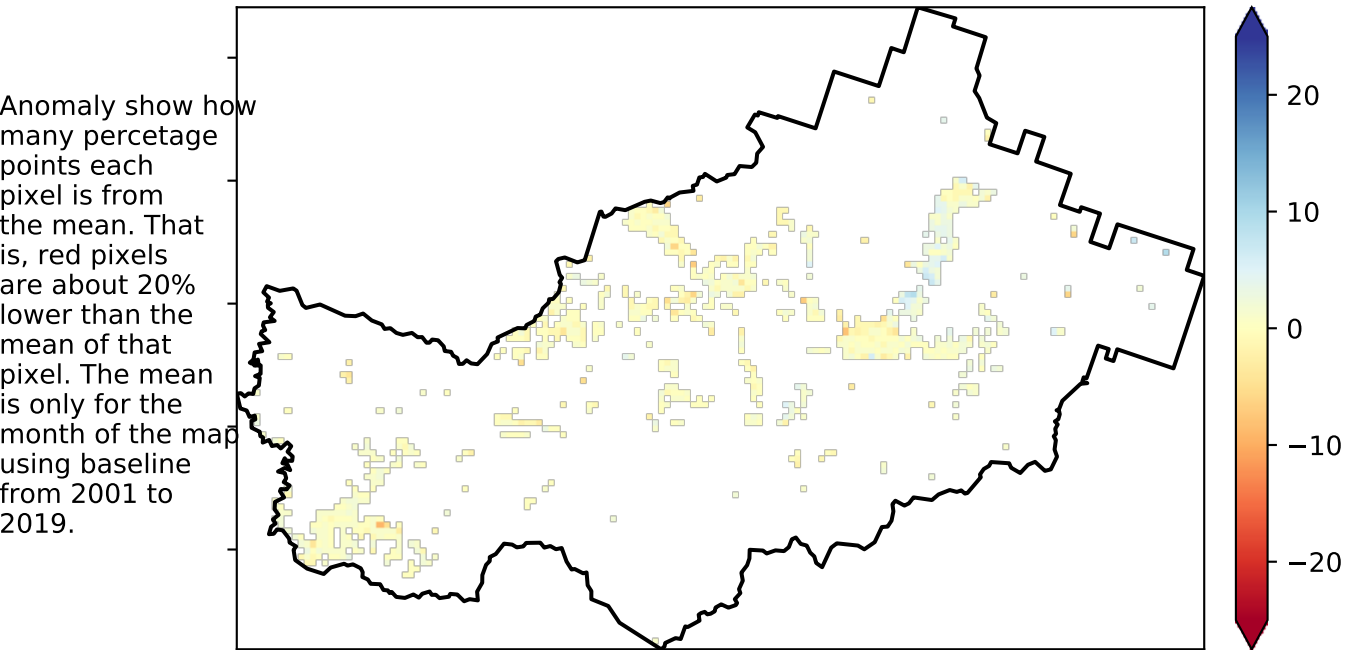 Anomaly show how
many percetage
points each
pixel is from
the mean. That
is, red pixels
are about 20%
lower than the
mean of that
pixel. The mean
is only for the
month of the map
using baseline
from 2001 to
2019.
20
10
0
−10
−20